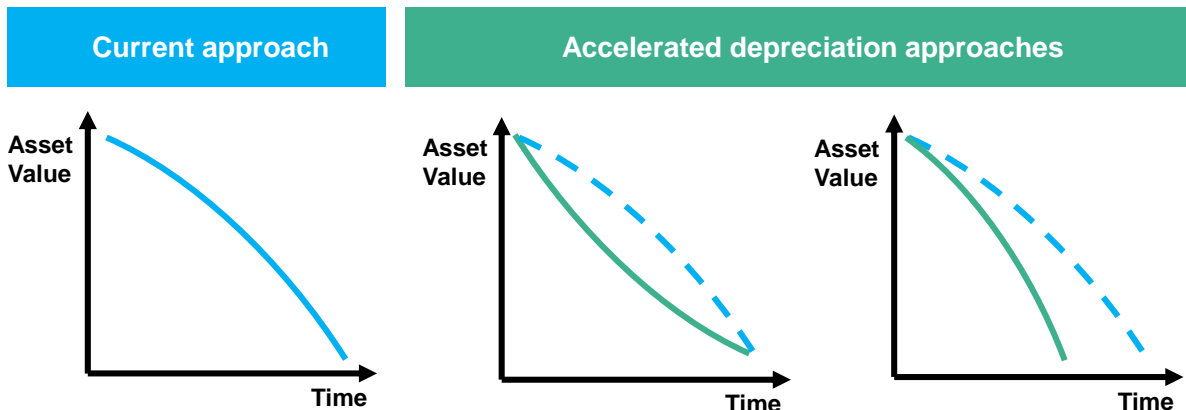 Current approach
Accelerated depreciation approaches
Asset
Value
Time
Asset
Value
Time
Asset
Value
Time